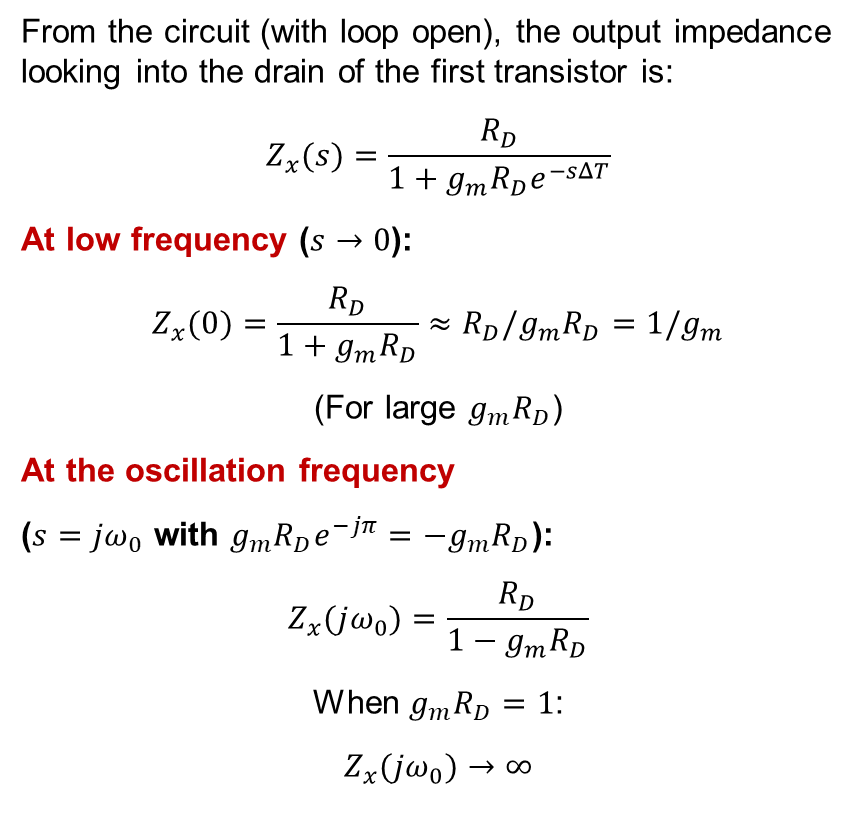 From the circuit (with loop open), the output impedance
looking into the drain of the first transistor is:
Z_x(s) = R_D / (1 + g_m R_D e^{−sΔT})
At low frequency (s → 0):
Z_x(0) = R_D / (1 + g_m R_D) ≈ R_D/g_m R_D = 1/g_m
(For large g_m R_D)
At the oscillation frequency
(s = jω_0 with g_m R_D e^{−jπ} = −g_m R_D):
Z_x(jω_0) = R_D / (1 − g_m R_D)
When g_m R_D = 1:
Z_x(jω_0) → ∞